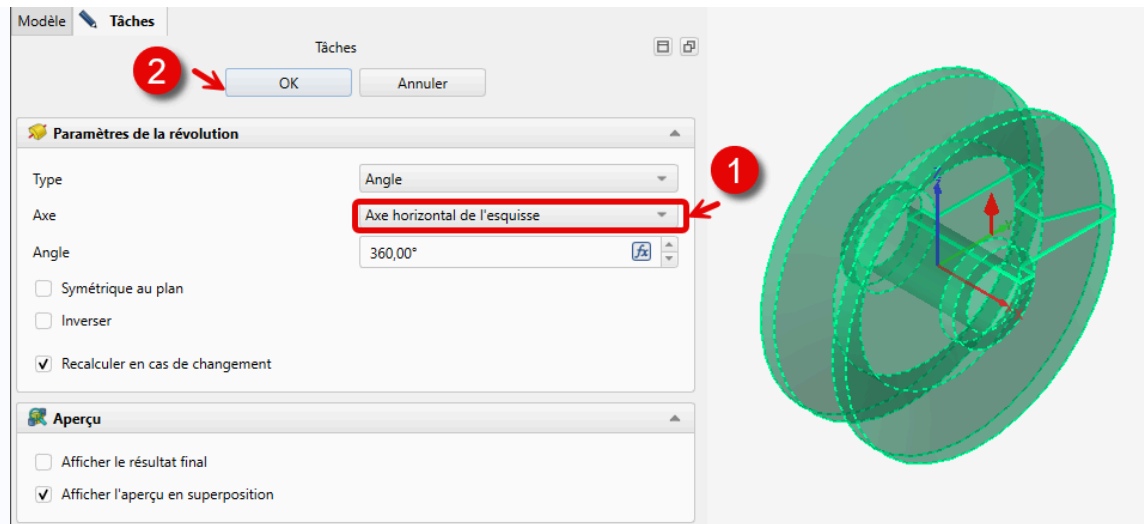 Modèle Tâches
Tâches
2
OK Annuler
Paramètres de la révolution
1
Type Angle
Axe Axe horizontal de l'esquisse
Angle 360,00° fx
Symétrique au plan
Inverser
Recalculer en cas de changement
Aperçu
Afficher le résultat final
Afficher l'aperçu en superposition
X